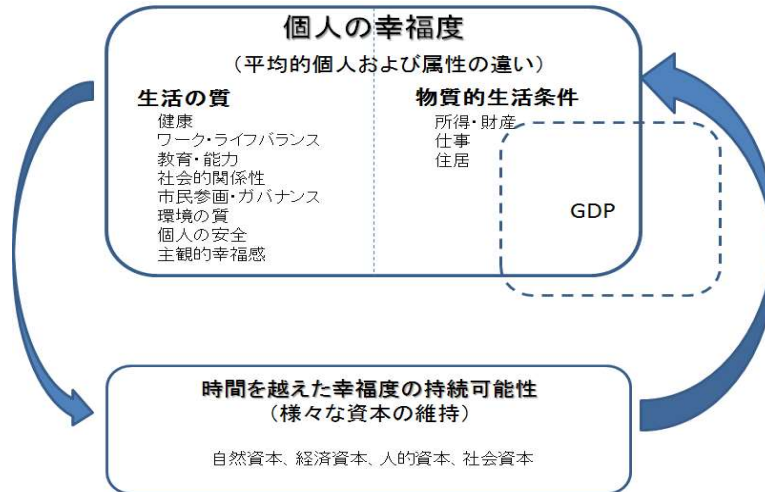 個人の幸福度
(平均的個人および属性の違い)
生活の質
健康
ワーク・ライフバランス
教育・能力
社会的関係性
市民参画・ガバナンス
環境の質
個人の安全
主観的幸福感
物質的生活条件
所得・財産
仕事
住居
GDP
時間を越えた幸福度の持続可能性
(様々な資本の維持)
自然資本、経済資本、人的資本、社会資本